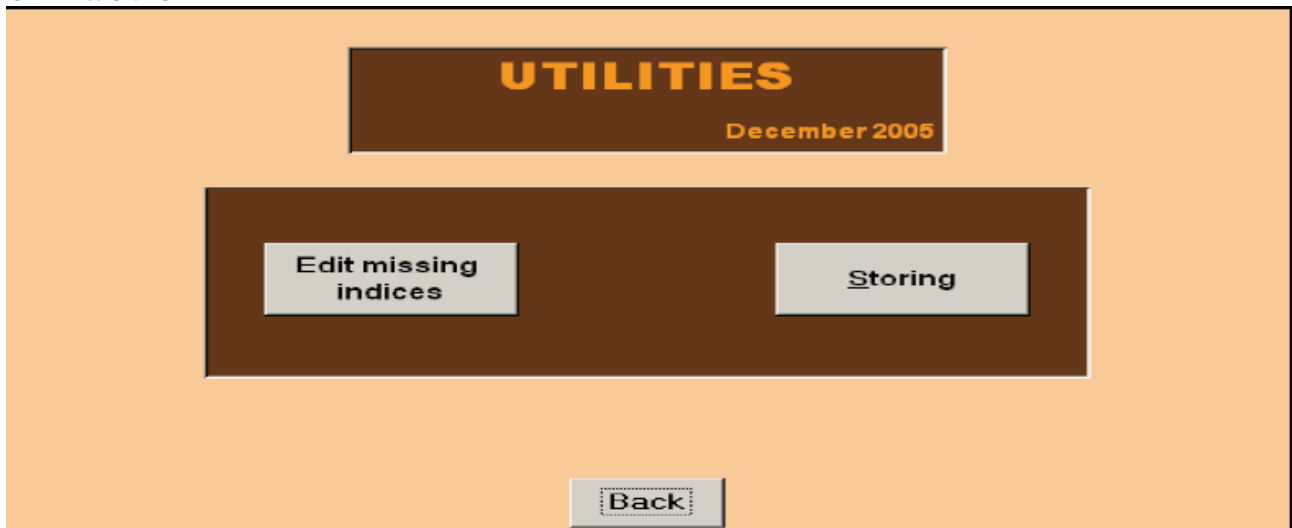 UTILITIES
December 2005
Edit missing
indices
Storing
Back